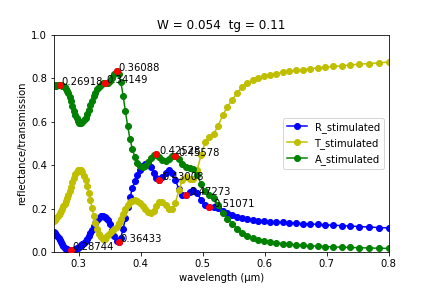 W = 0.054 tg = 0.11
reflectance/transmission
1.0
0.8
0.6
0.4
0.2
0.0
0.36088
0.26918
0.34149
0.42528
0.45578
0.43008
0.47273
0.51071
0.36433
0.28744
R_stimulated
T_stimulated
A_stimulated
0.3 0.4 0.5 0.6 0.7 0.8
wavelength (μm)